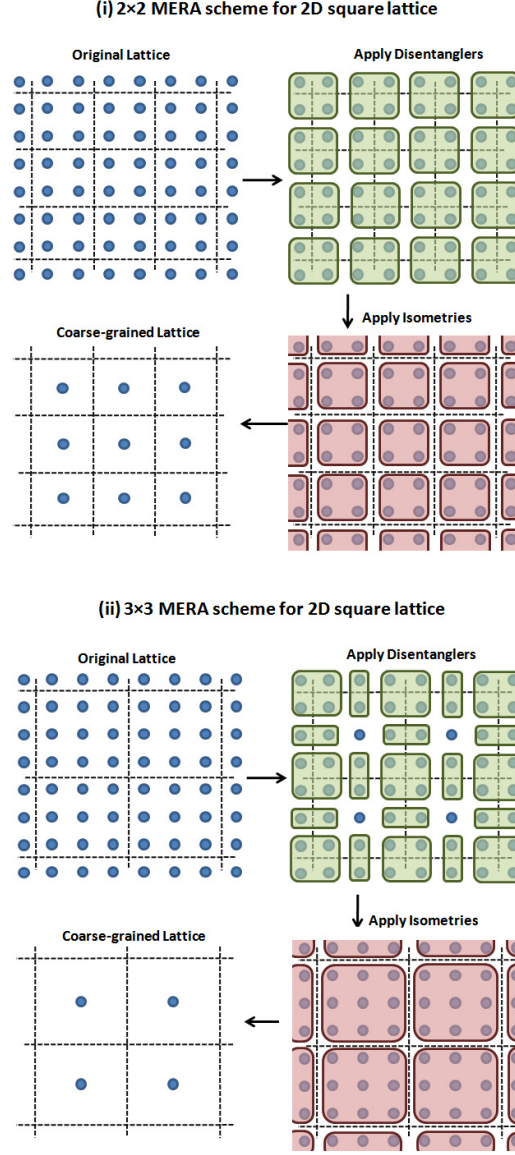 (i) 2×2 MERA scheme for 2D square lattice
Original Lattice
Apply Disentanglers
Apply Isometries
Coarse-grained Lattice
(ii) 3×3 MERA scheme for 2D square lattice
Original Lattice
Apply Disentanglers
Apply Isometries
Coarse-grained Lattice